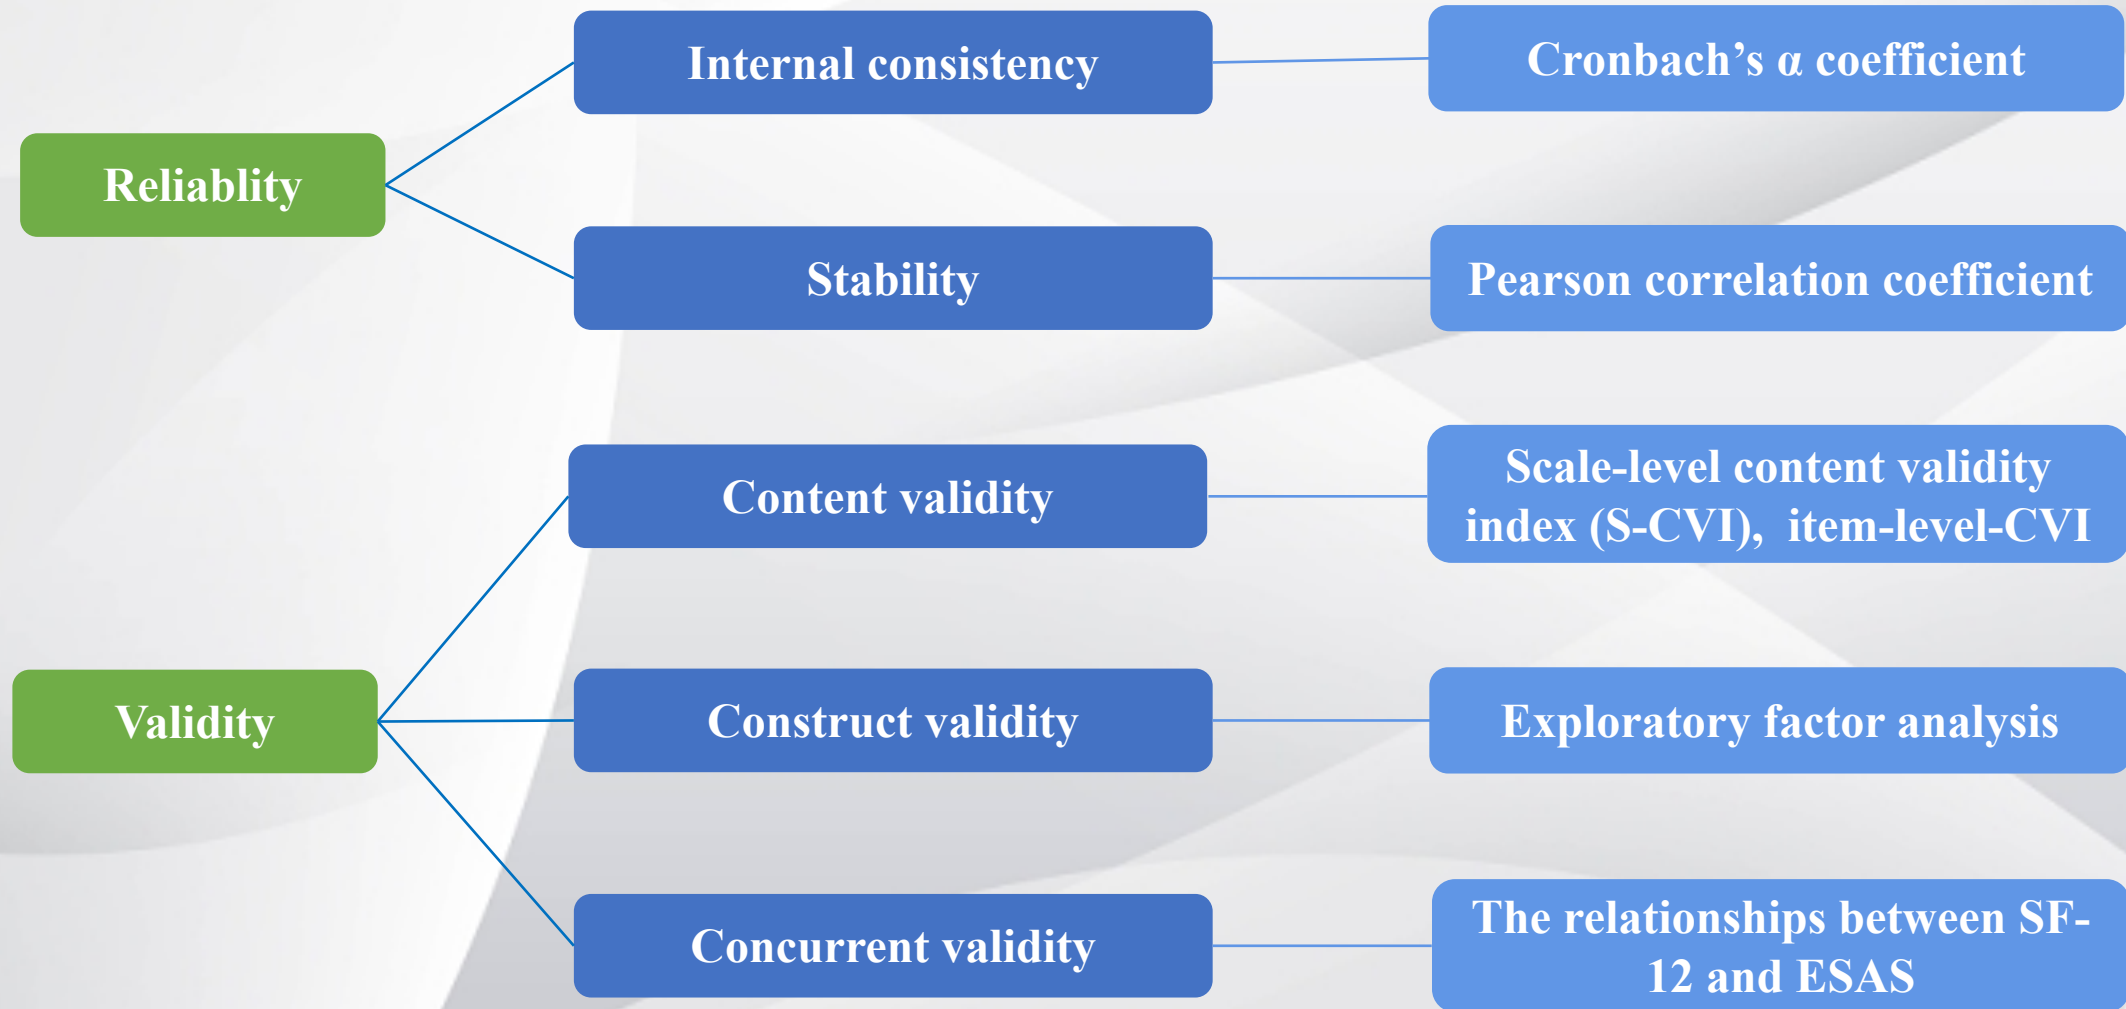 Internal consistency
Cronbach’s α coefficient
Reliablity
Stability
Pearson correlation coefficient
Content validity
Scale-level content validity
index (S-CVI),  item-level-CVI
Validity
Construct validity
Exploratory factor analysis
Concurrent validity
The relationships between SF-
12 and ESAS